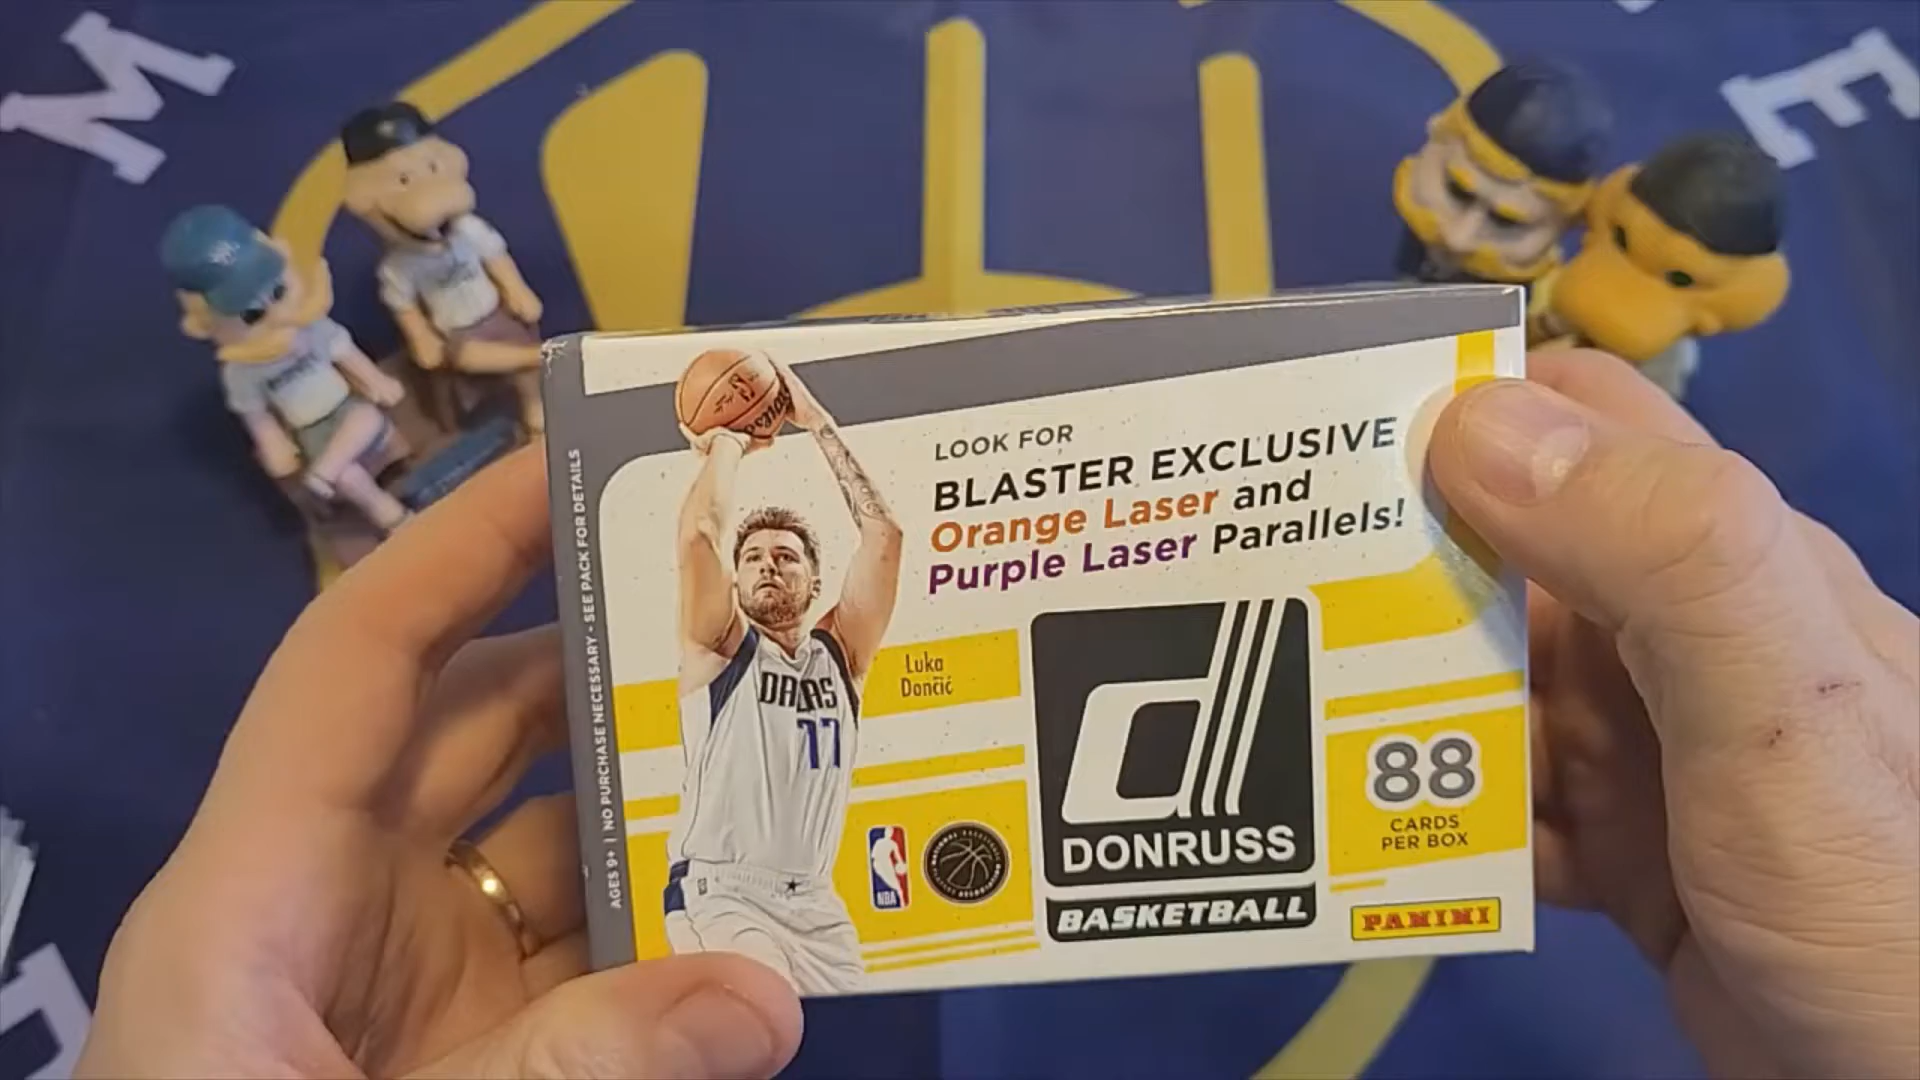 M
E
LOOK FOR
BLASTER EXCLUSIVE
Orange Laser and
Purple Laser Parallels!
AGES 9+ | NO PURCHASE NECESSARY - SEE PACK FOR DETAILS
Luka
Dončić
DALLAS
77
NBA
DONRUSS
BASKETBALL
88
CARDS
PER BOX
PANINI